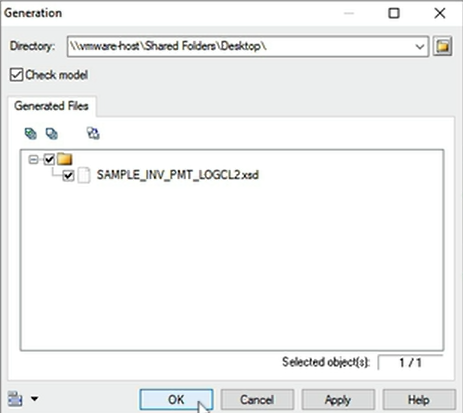 Generation
Directory: \\vmware-host\Shared Folders\Desktop\
Check model
Generated Files
SAMPLE_INV_PMT_LOGCL2.xsd
Selected object(s): 1 / 1
OK Cancel Apply Help